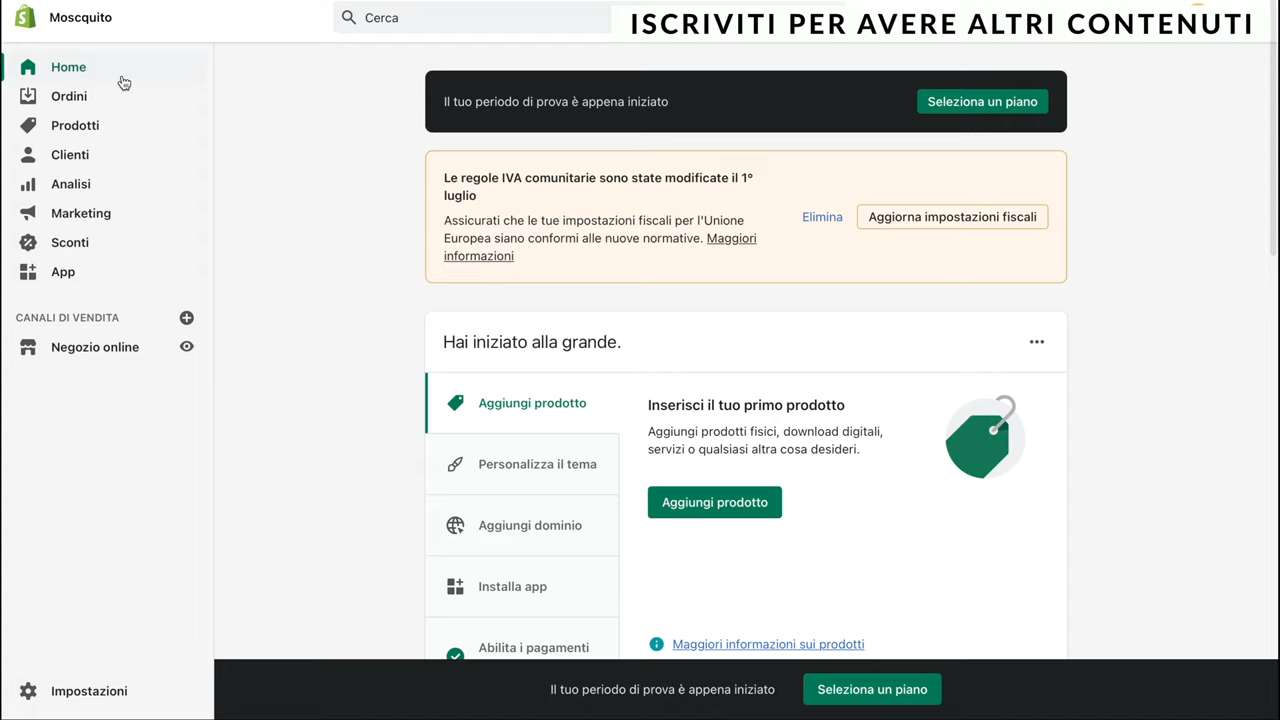 Moscquito
Cerca
ISCRIVITI PER AVERE ALTRI CONTENUTI
Home
Ordini
Prodotti
Clienti
Analisi
Marketing
Sconti
App
CANALI DI VENDITA
Negozio online
Impostazioni
Il tuo periodo di prova è appena iniziato
Seleziona un piano
Le regole IVA comunitarie sono state modificate il 1°
luglio
Assicurati che le tue impostazioni fiscali per l'Unione
Europea siano conformi alle nuove normative. Maggiori
informazioni
Elimina
Aggiorna impostazioni fiscali
Hai iniziato alla grande.
Aggiungi prodotto
Personalizza il tema
Aggiungi dominio
Installa app
Abilita i pagamenti
Inserisci il tuo primo prodotto
Aggiungi prodotti fisici, download digitali,
servizi o qualsiasi altra cosa desideri.
Aggiungi prodotto
Maggiori informazioni sui prodotti
Il tuo periodo di prova è appena iniziato
Seleziona un piano